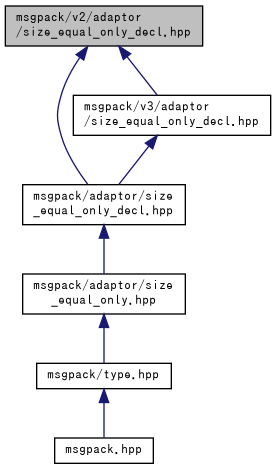 msgpack/v2/adaptor
/size_equal_only_decl.hpp
msgpack/v3/adaptor
/size_equal_only_decl.hpp
msgpack/adaptor/size
_equal_only_decl.hpp
msgpack/adaptor/size
_equal_only.hpp
msgpack/type.hpp
msgpack.hpp